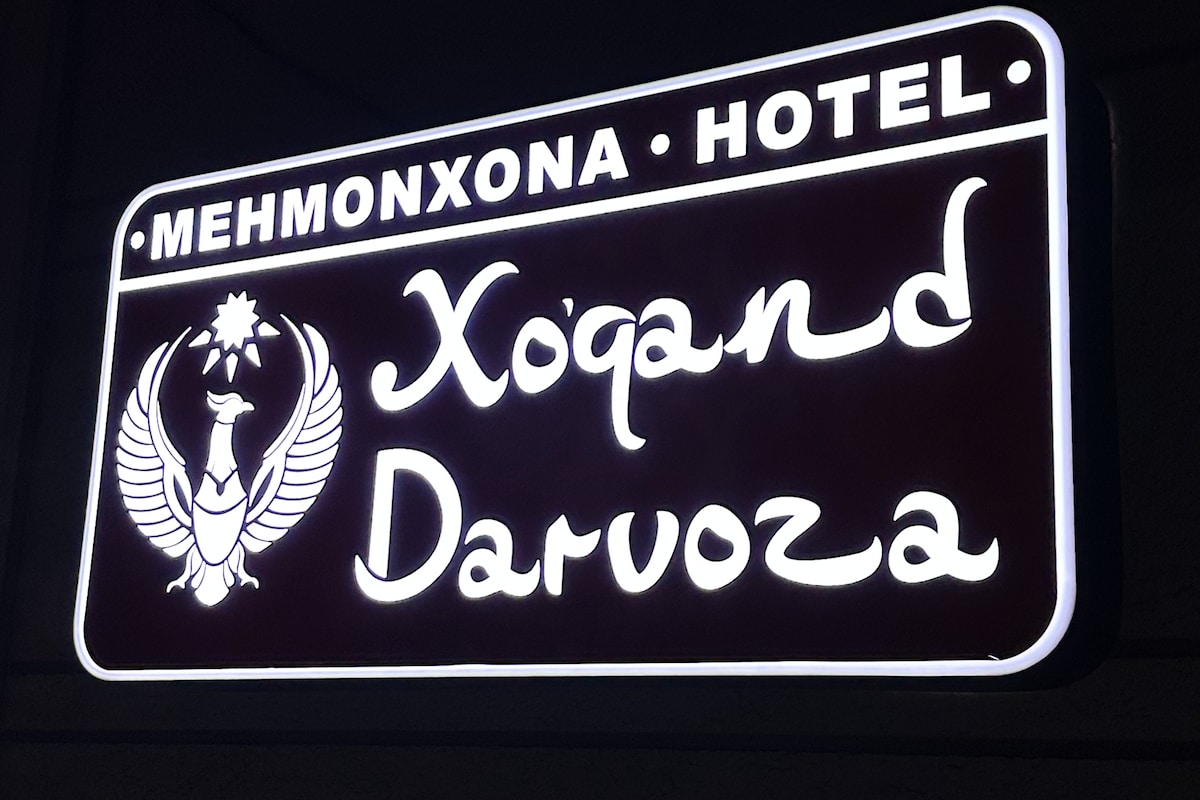 • MEHMONXONA • HOTEL •
Xo'qand
Darvoza